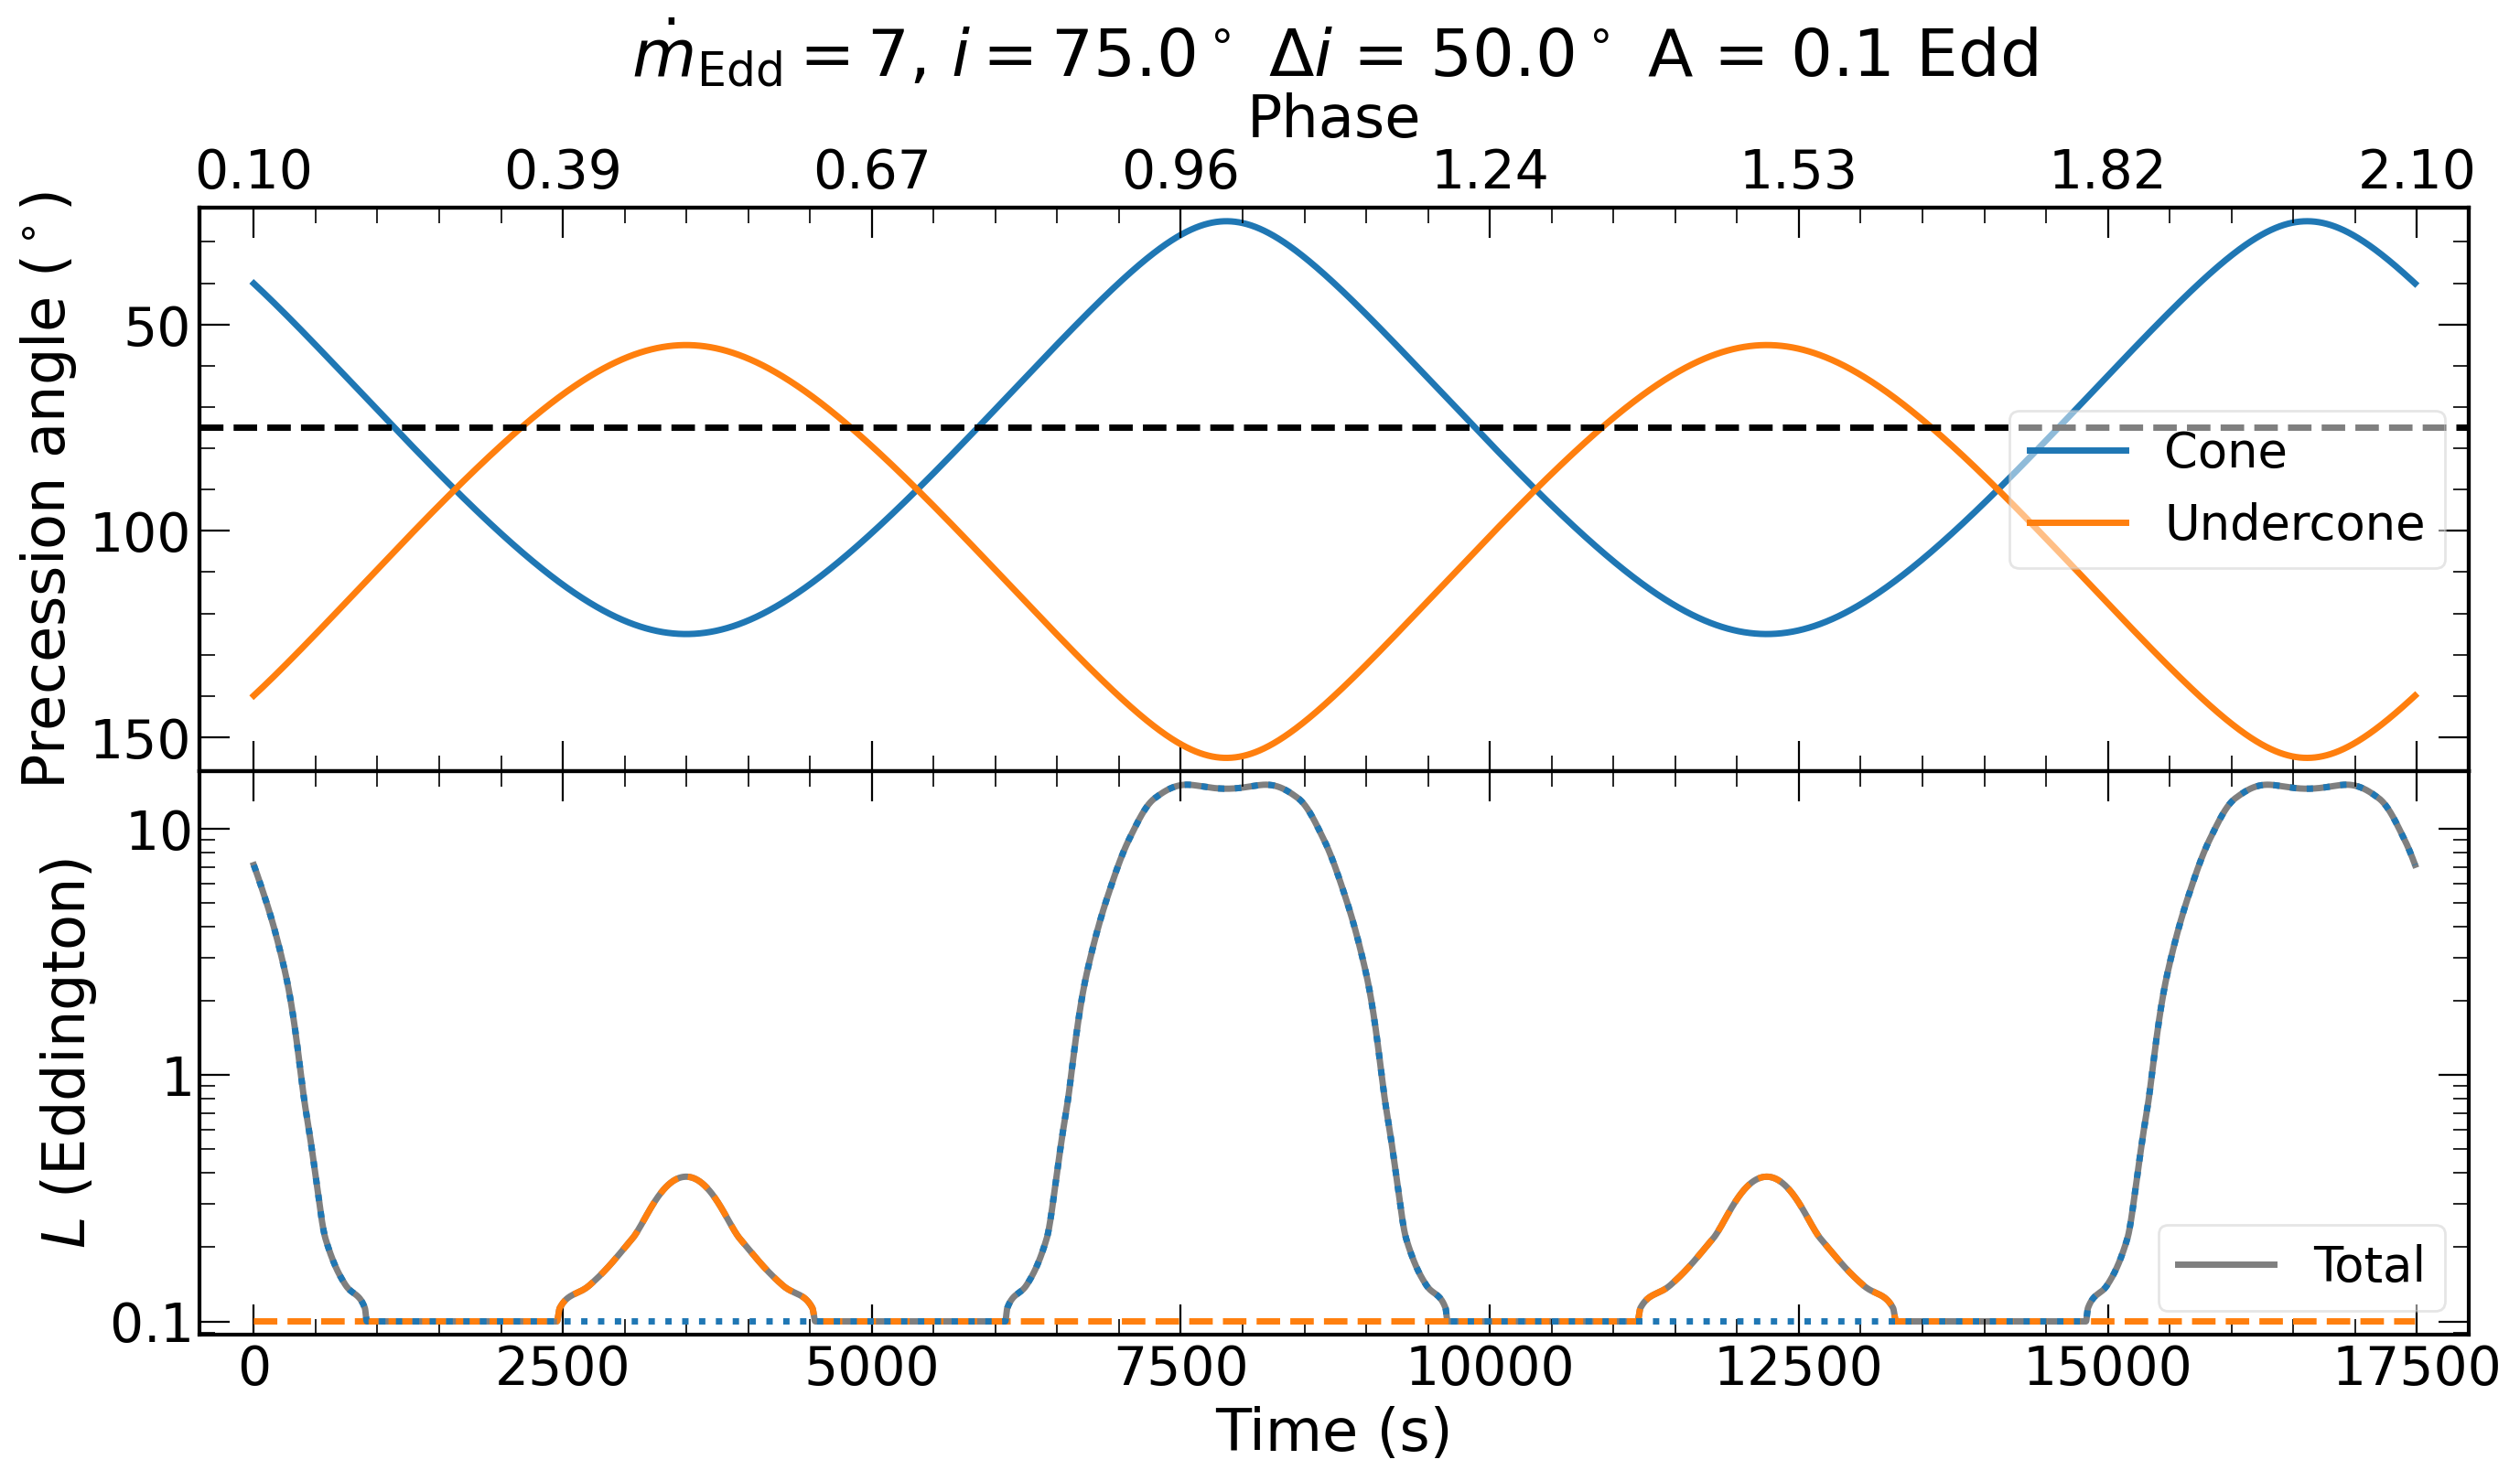 ṁ_Edd = 7, i = 75.0° Δi = 50.0° A = 0.1 Edd
Phase
0.10 0.39 0.67 0.96 1.24 1.53 1.82 2.10
Precession angle (°)
50
100
150
Cone
Undercone
L (Eddington)
10
1
0.1
Total
0 2500 5000 7500 10000 12500 15000 17500
Time (s)